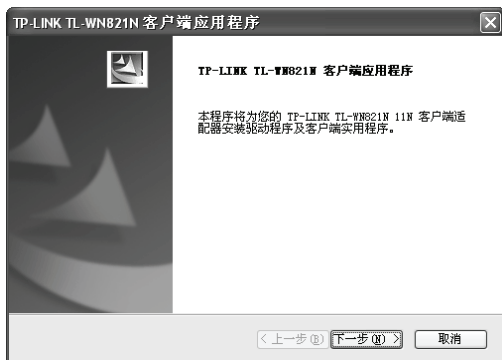 TP-LINK TL-WN821N 客户端应用程序
TP-LINK TL-WN821N 客户端应用程序
本程序将为您的 TP-LINK TL-WN821N 11N 客户端适
配器安装驱动程序及客户端实用程序。
< 上一步(B) 下一步(N) > 取消